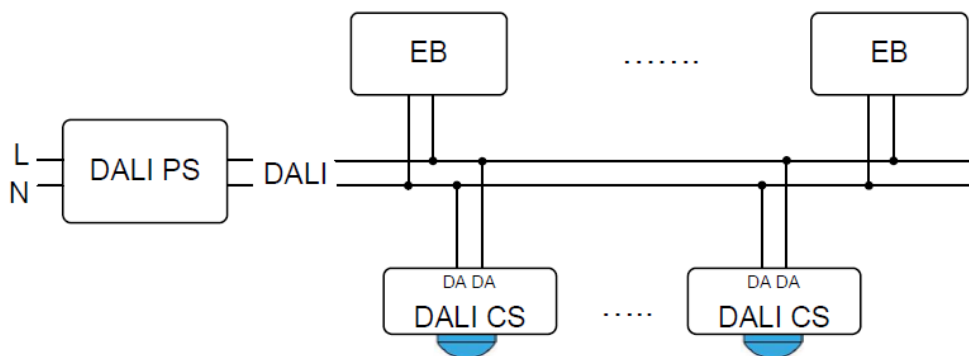 EB ....... EB
L
DALI PS
DALI
N
DA DA
DALI CS
.....
DA DA
DALI CS